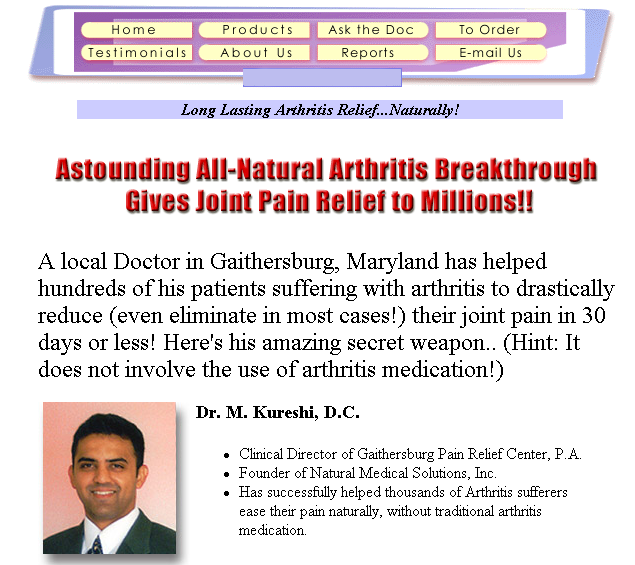 Home Products Ask the Doc To Order
Testimonials About Us Reports E-mail Us
Long Lasting Arthritis Relief...Naturally!
Astounding All-Natural Arthritis Breakthrough
Gives Joint Pain Relief to Millions!!
A local Doctor in Gaithersburg, Maryland has helped
hundreds of his patients suffering with arthritis to drastically
reduce (even eliminate in most cases!) their joint pain in 30
days or less! Here's his amazing secret weapon.. (Hint: It
does not involve the use of arthritis medication!)
Dr. M. Kureshi, D.C.
• Clinical Director of Gaithersburg Pain Relief Center, P.A.
• Founder of Natural Medical Solutions, Inc.
• Has successfully helped thousands of Arthritis sufferers
ease their pain naturally, without traditional arthritis
medication.